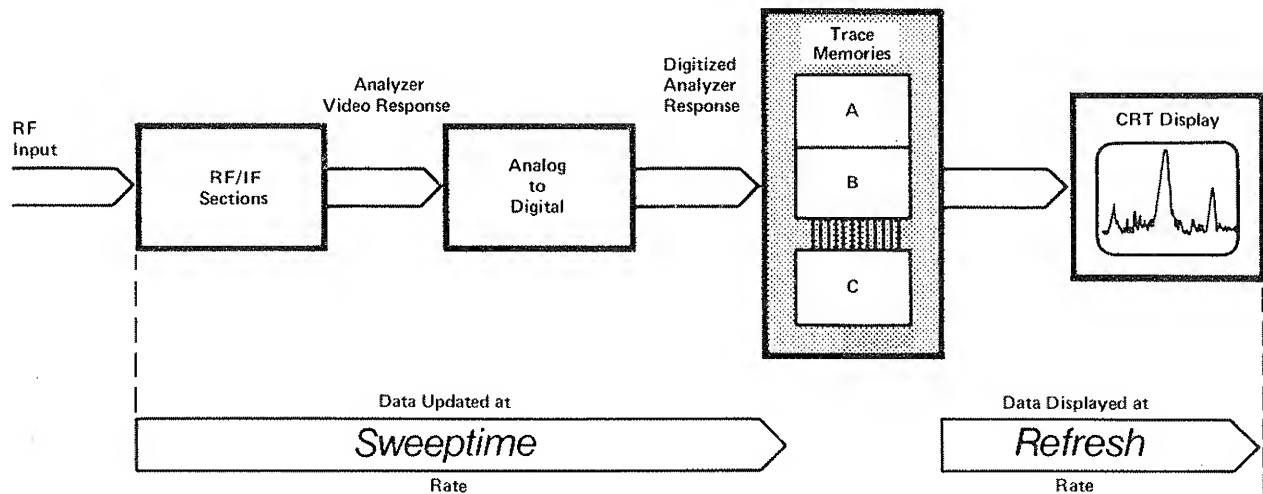 RF
Input
RF/IF
Sections
Analyzer
Video Response
Analog
to
Digital
Digitized
Analyzer
Response
Trace
Memories
A
B
C
CRT Display
Data Updated at
Sweeptime
Rate
Data Displayed at
Refresh
Rate